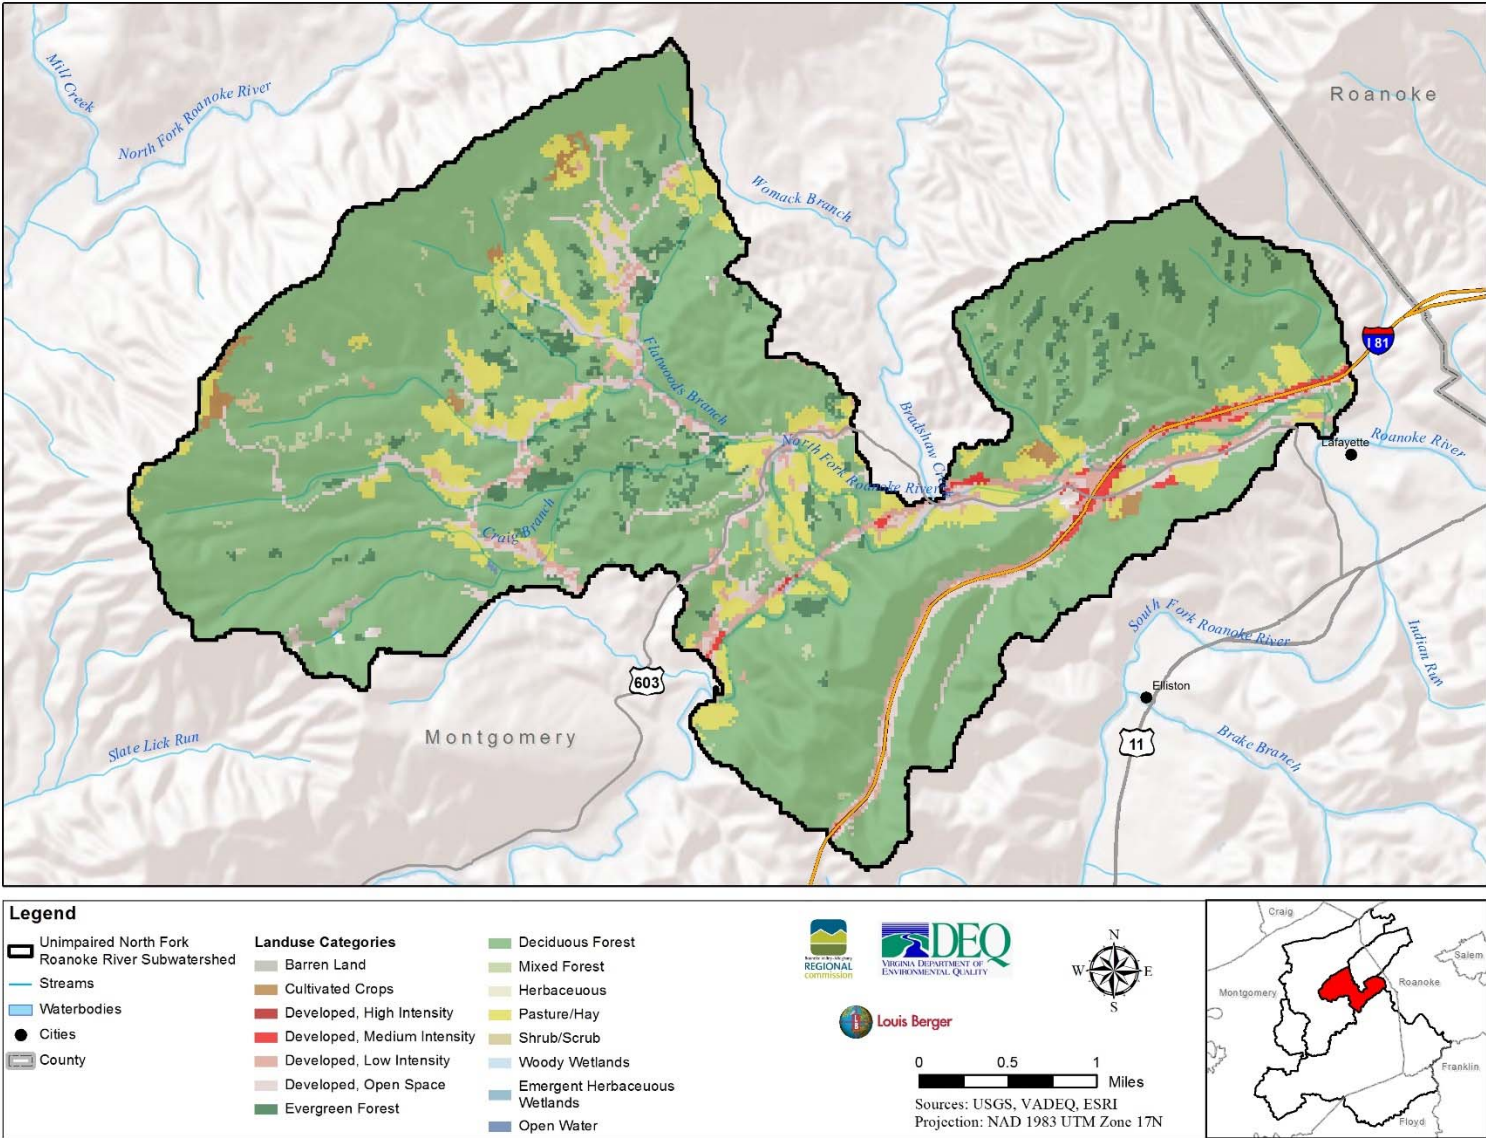 Mill Creek
North Fork Roanoke River
Womack Branch
Roanoke
I 81
Flatwoods Branch
Bradshaw Creek
North Fork Roanoke River
Roanoke River
Lafayette
Craig Branch
South Fork Roanoke River
Indian Run
603
Elliston
Montgomery
Slate Lick Run
11
Brake Branch
Legend
Unimpaired North Fork
Roanoke River Subwatershed
Streams
Waterbodies
Cities
County
Landuse Categories
Barren Land
Cultivated Crops
Developed, High Intensity
Developed, Medium Intensity
Developed, Low Intensity
Developed, Open Space
Evergreen Forest
Deciduous Forest
Mixed Forest
Herbaceuous
Pasture/Hay
Shrub/Scrub
Woody Wetlands
Emergent Herbaceuous
Wetlands
Open Water
REGIONAL
commission
DEQ
VIRGINIA DEPARTMENT OF
ENVIRONMENTAL QUALITY
Louis Berger
N
W E
S
0 0.5 1
Miles
Sources: USGS, VADEQ, ESRI
Projection: NAD 1983 UTM Zone 17N
Craig
Salem
Montgomery
Roanoke
Franklin
Floyd